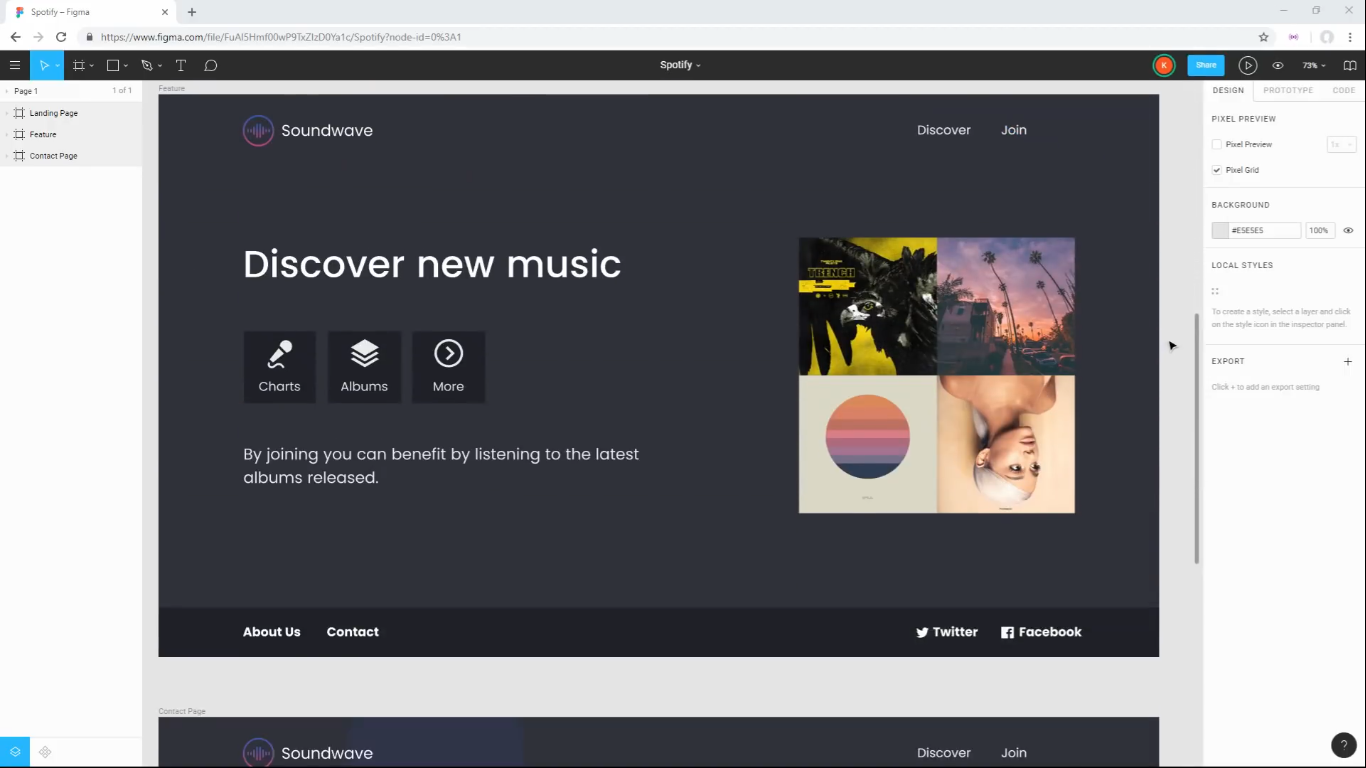 Spotify – Figma
https://www.figma.com/file/FuAl5Hmf00wP9TxZIzD0Ya1c/Spotify?node-id=0%3A1
Spotify
K
Share
73%
Page 1
1 of 1
Landing Page
Feature
Contact Page
Feature
Soundwave
Discover
Join
Discover new music
TRENCH
Charts
Albums
More
By joining you can benefit by listening to the latest
albums released.
About Us
Contact
Twitter
Facebook
Contact Page
Soundwave
Discover
Join
DESIGN
PROTOTYPE
CODE
PIXEL PREVIEW
Pixel Preview
1x
Pixel Grid
BACKGROUND
#E5E5E5
100%
LOCAL STYLES
To create a style, select a layer and click
on the style icon in the inspector panel.
EXPORT
Click + to add an export setting
?